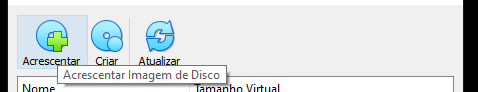 Acrescentar Criar Atualizar
Acrescentar Imagem de Disco
Nome Tamanho Virtual